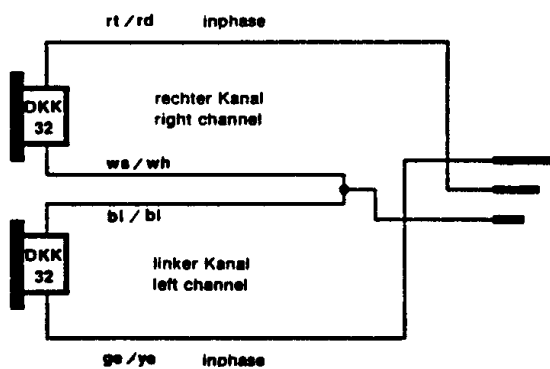 rt/rd inphase
DKK
32
rechter Kanal
right channel
ws/wh
bl/bl
DKK
32
linker Kanal
left channel
ge/ye inphase